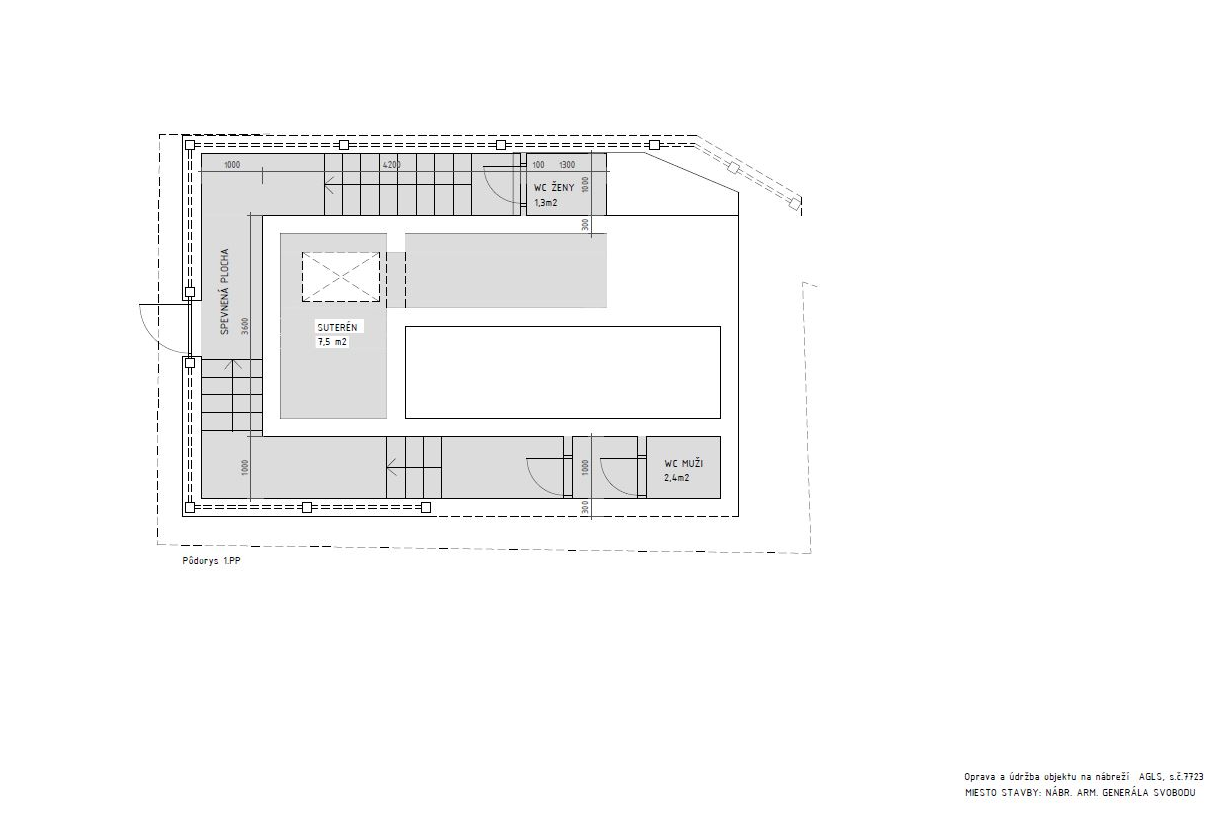 1000
4200
100
1300
WC ŽENY
1,3m2
1000
300
SPEVNENÁ PLOCHA
3600
SUTERÉN
7,5 m2
1000
WC MUŽI
2,4m2
1000
300
Pôdorys 1.PP
Oprava a údržba objektu na nábreží AGLS, s.č.7723
MIESTO STAVBY: NÁBR. ARM. GENERÁLA SVOBODU